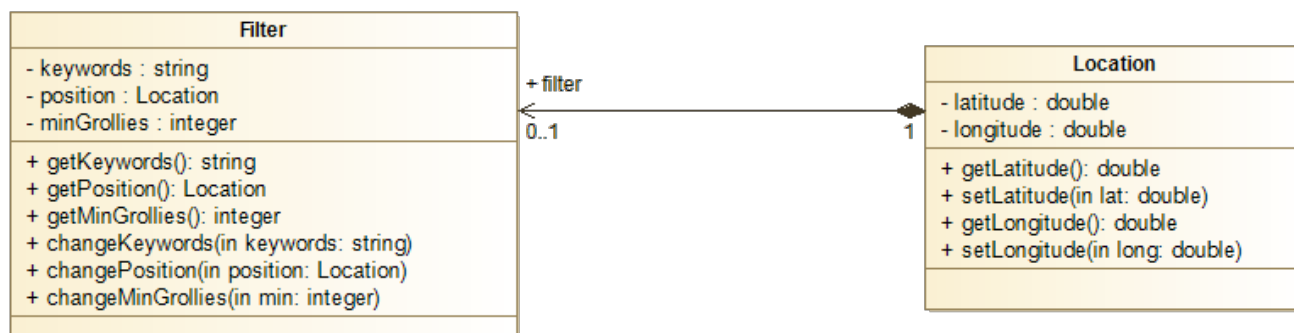 Filter
- keywords : string
- position : Location
- minGrollies : integer
+ getKeywords(): string
+ getPosition(): Location
+ getMinGrollies(): integer
+ changeKeywords(in keywords: string)
+ changePosition(in position: Location)
+ changeMinGrollies(in min: integer)
+ filter
0..1
1
Location
- latitude : double
- longitude : double
+ getLatitude(): double
+ setLatitude(in lat: double)
+ getLongitude(): double
+ setLongitude(in long: double)